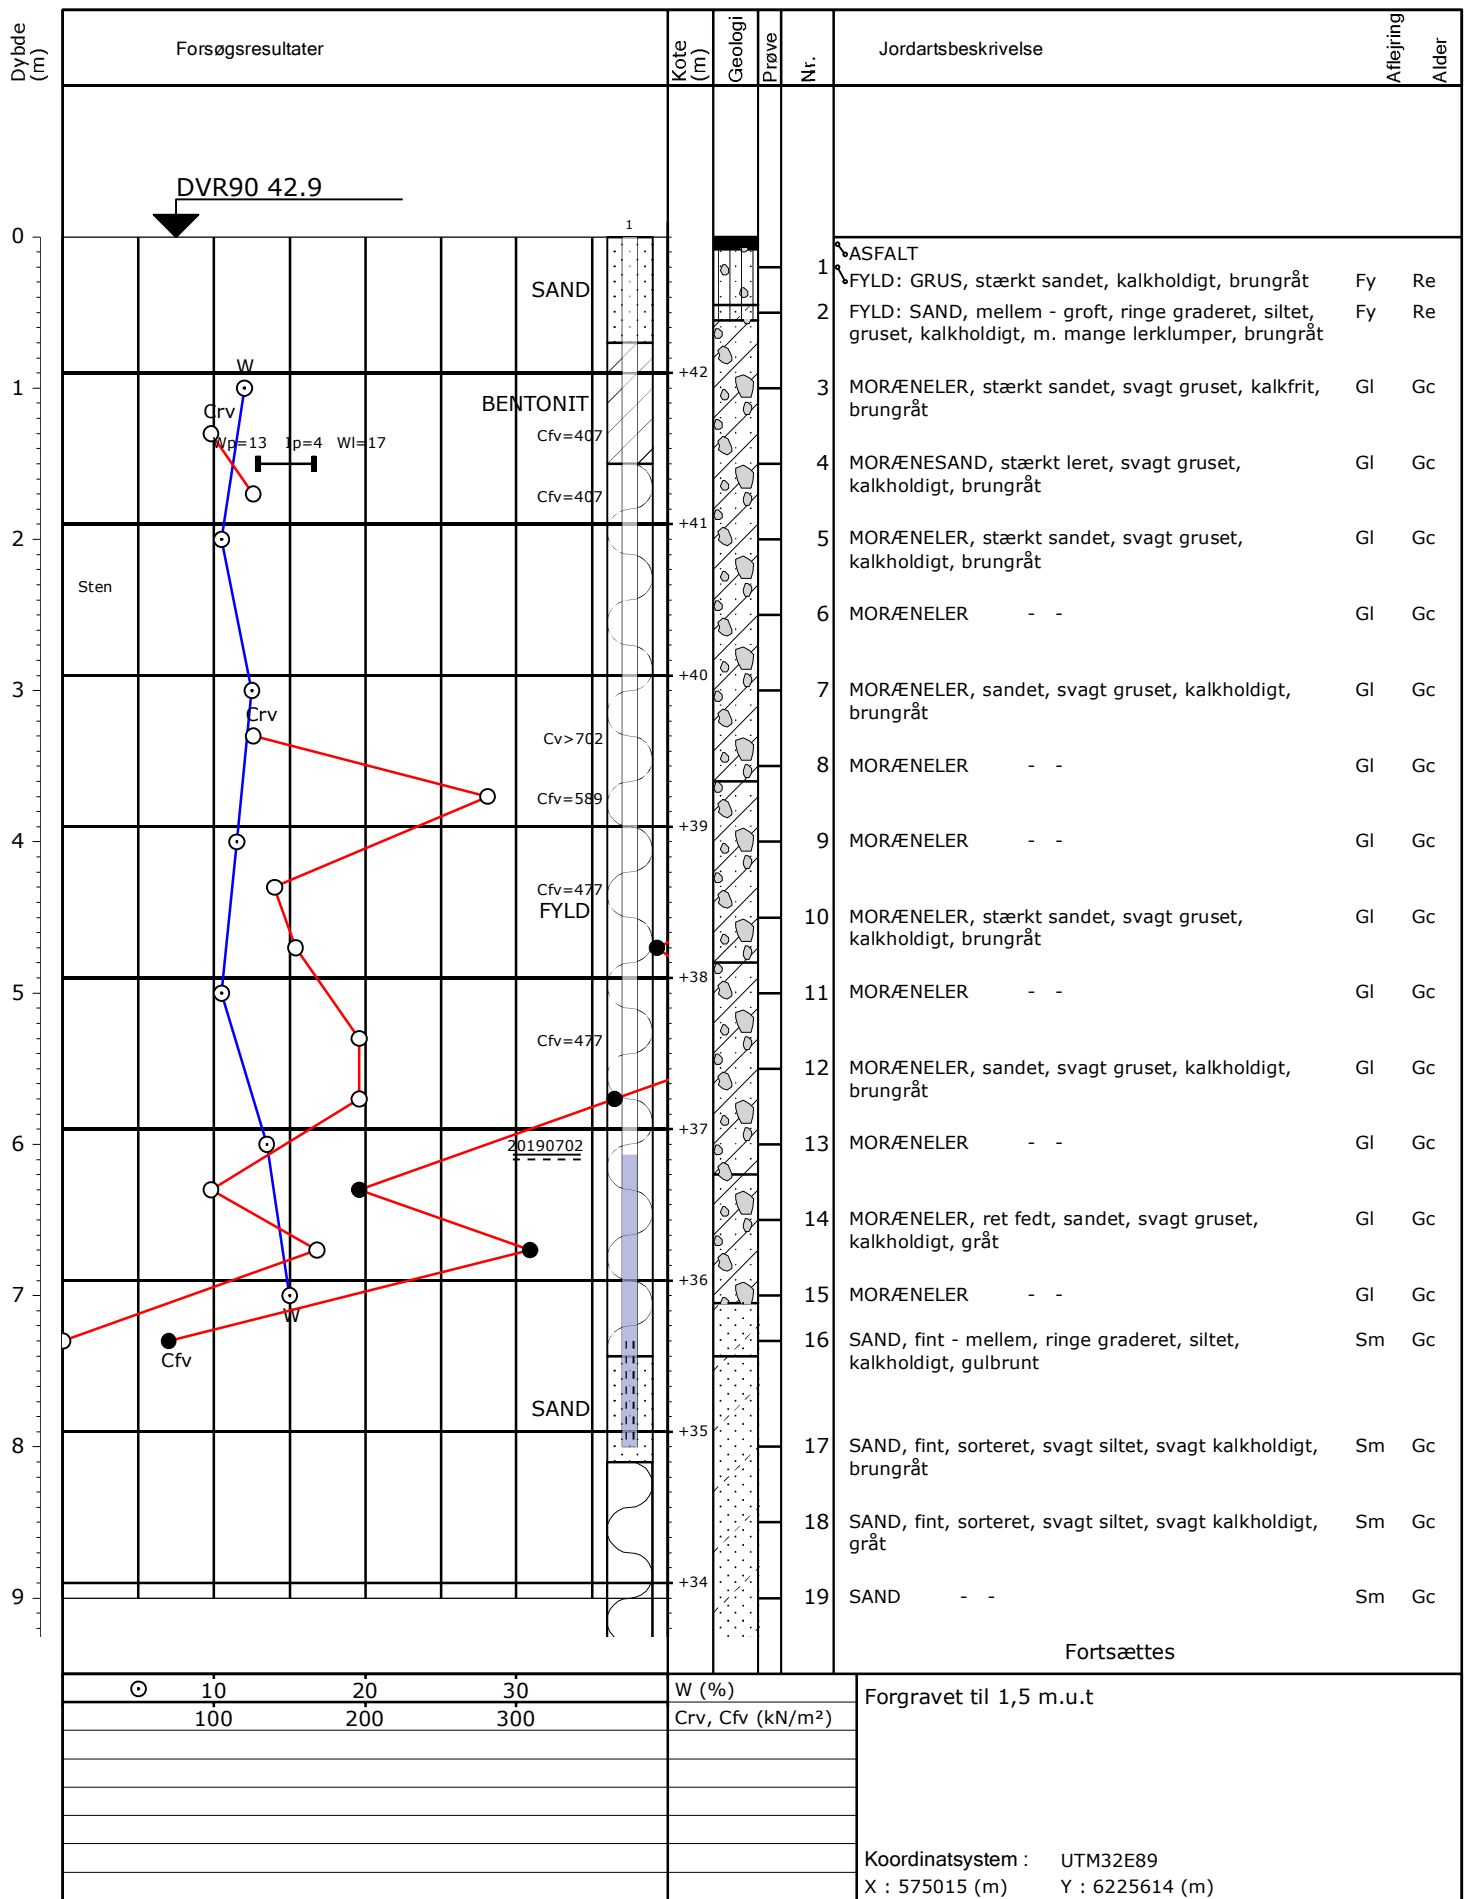 Dybde
(m)
Forsøgsresultater
Kote
(m)
Geologi
Prøve
Nr.
Jordartsbeskrivelse
Aflejring
Alder
DVR90 42.9
0
1
2
3
4
5
6
7
8
9
1
SAND
BENTONIT
FYLD
SAND
W
Crv
Wp=13 Ip=4 Wl=17
Cfv=407
Cfv=407
Sten
Crv
Cv>702
Cfv=589
Cfv=477
Cfv=477
20190702
W
Cfv
+42
+41
+40
+39
+38
+37
+36
+35
+34
ASFALT
1 FYLD: GRUS, stærkt sandet, kalkholdigt, brungråt Fy Re
2 FYLD: SAND, mellem - groft, ringe graderet, siltet, Fy Re
gruset, kalkholdigt, m. mange lerklumper, brungråt
3 MORÆNELER, stærkt sandet, svagt gruset, kalkfrit, Gl Gc
brungråt
4 MORÆNESAND, stærkt leret, svagt gruset, Gl Gc
kalkholdigt, brungråt
5 MORÆNELER, stærkt sandet, svagt gruset, Gl Gc
kalkholdigt, brungråt
6 MORÆNELER - - Gl Gc
7 MORÆNELER, sandet, svagt gruset, kalkholdigt, Gl Gc
brungråt
8 MORÆNELER - - Gl Gc
9 MORÆNELER - - Gl Gc
10 MORÆNELER, stærkt sandet, svagt gruset, Gl Gc
kalkholdigt, brungråt
11 MORÆNELER - - Gl Gc
12 MORÆNELER, sandet, svagt gruset, kalkholdigt, Gl Gc
brungråt
13 MORÆNELER - - Gl Gc
14 MORÆNELER, ret fedt, sandet, svagt gruset, Gl Gc
kalkholdigt, gråt
15 MORÆNELER - - Gl Gc
16 SAND, fint - mellem, ringe graderet, siltet, Sm Gc
kalkholdigt, gulbrunt
17 SAND, fint, sorteret, svagt siltet, svagt kalkholdigt, Sm Gc
brungråt
18 SAND, fint, sorteret, svagt siltet, svagt kalkholdigt, Sm Gc
gråt
19 SAND - - Sm Gc
Fortsættes
10 20 30 W (%)
100 200 300 Crv, Cfv (kN/m²)
Forgravet til 1,5 m.u.t
Koordinatsystem : UTM32E89
X : 575015 (m) Y : 6225614 (m)